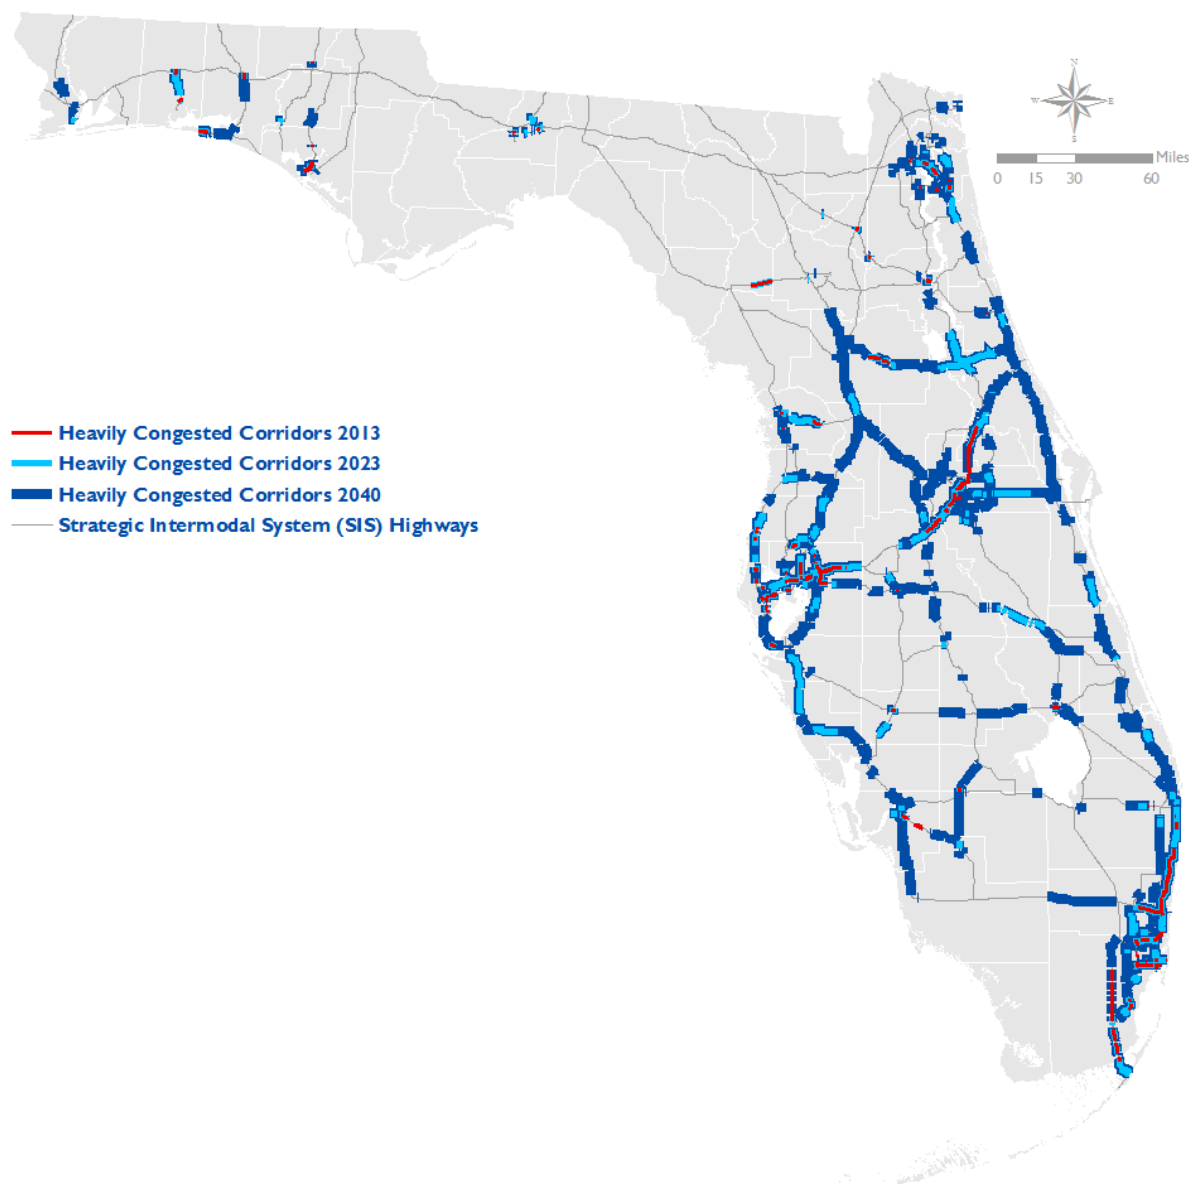 N
W E
S
Miles
0 15 30 60
Heavily Congested Corridors 2013
Heavily Congested Corridors 2023
Heavily Congested Corridors 2040
Strategic Intermodal System (SIS) Highways